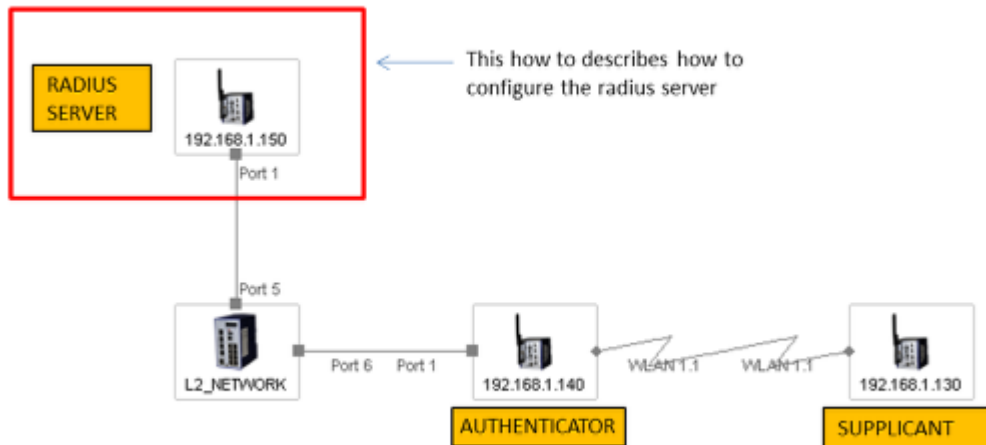 This how to describes how to
configure the radius server
RADIUS
SERVER
192.168.1.150
Port 1
Port 5
L2_NETWORK
Port 6
Port 1
192.168.1.140
WLAN 1.1
WLAN 1.1
192.168.1.130
AUTHENTICATOR
SUPPLICANT